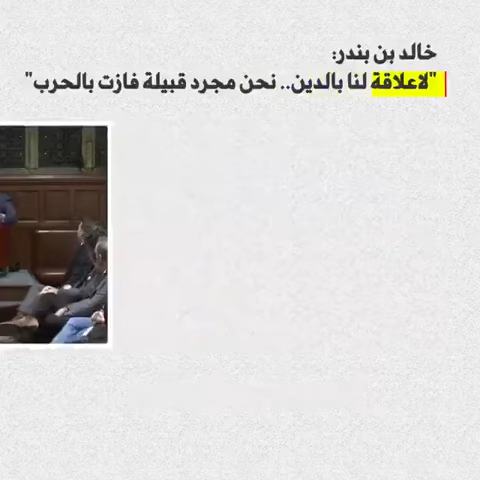 خالد بن بندر:
"لاعلاقة لنا بالدين.. نحن مجرد قبيلة فازت بالحرب"